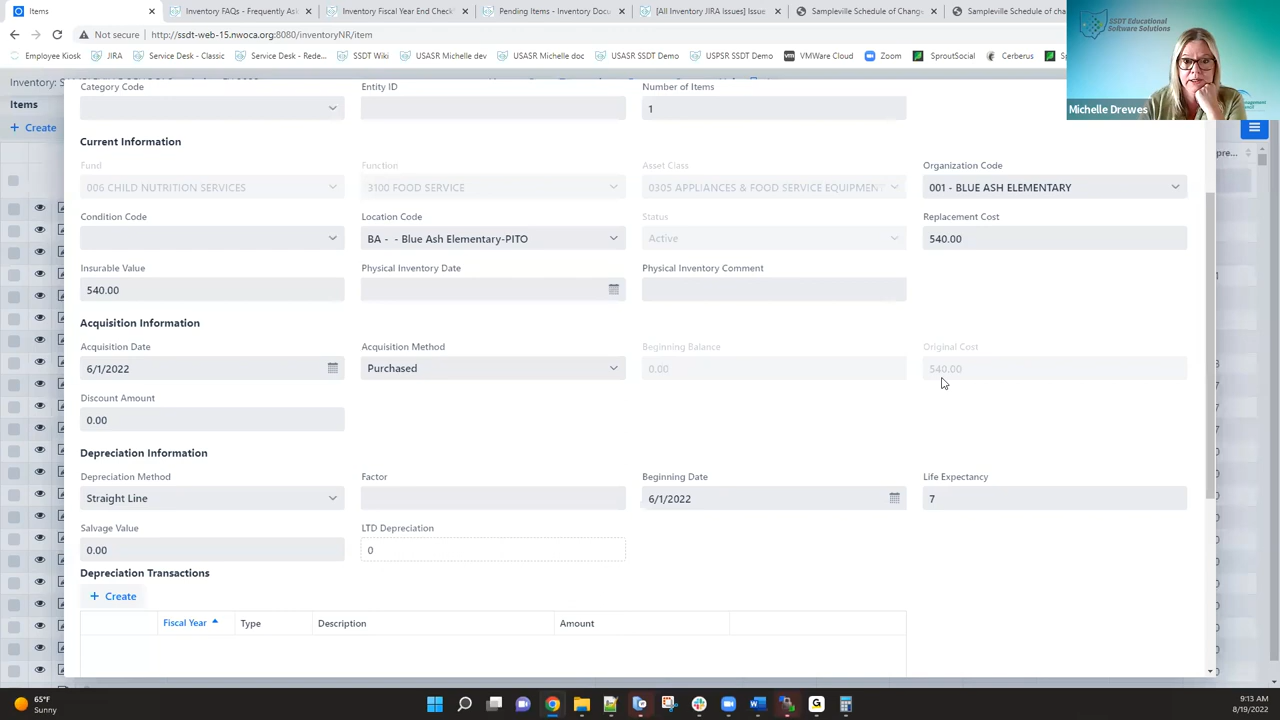 Items
Inventory FAQs - Frequently Ask
Inventory Fiscal Year End Check
Pending Items - Inventory Docu
[All Inventory JIRA Issues] Issue
Sampleville Schedule of Change
Sampleville Schedule of cha
Not secure
http://ssdt-web-15.nwoca.org:8080/inventoryNR/item
Employee Kiosk
JIRA
Service Desk - Queu...
Service Desk - Rede...
SSDT Wiki
USASR Michelle
USASR Michelle doc
USASR SSDT Demo
USPSR SSDT Demo
VMWare Cloud
Zoom
SproutSocial
Cerberus
SSDT Educational
Software Solutions
Michelle Drewes
Inventory:
Items
Create
Category Code
Entity ID
Number of Items
1
Current Information
Fund
Function
Asset Class
Organization Code
006 CHILD NUTRITION SERVICES
3100 FOOD SERVICE
0305 APPLIANCES & FOOD SERVICE EQUIPMENT
001 - BLUE ASH ELEMENTARY
Condition Code
Location Code
Status
Replacement Cost
BA - - Blue Ash Elementary-PITO
Active
540.00
Insurable Value
Physical Inventory Date
Physical Inventory Comment
540.00
Acquisition Information
Acquisition Date
Acquisition Method
Beginning Balance
Original Cost
6/1/2022
Purchased
0.00
540.00
Discount Amount
0.00
Depreciation Information
Depreciation Method
Factor
Beginning Date
Life Expectancy
Straight Line
6/1/2022
7
Salvage Value
LTD Depreciation
0.00
0
Depreciation Transactions
Create
Fiscal Year
Type
Description
Amount
65°F
Sunny
9:13 AM
8/19/2022